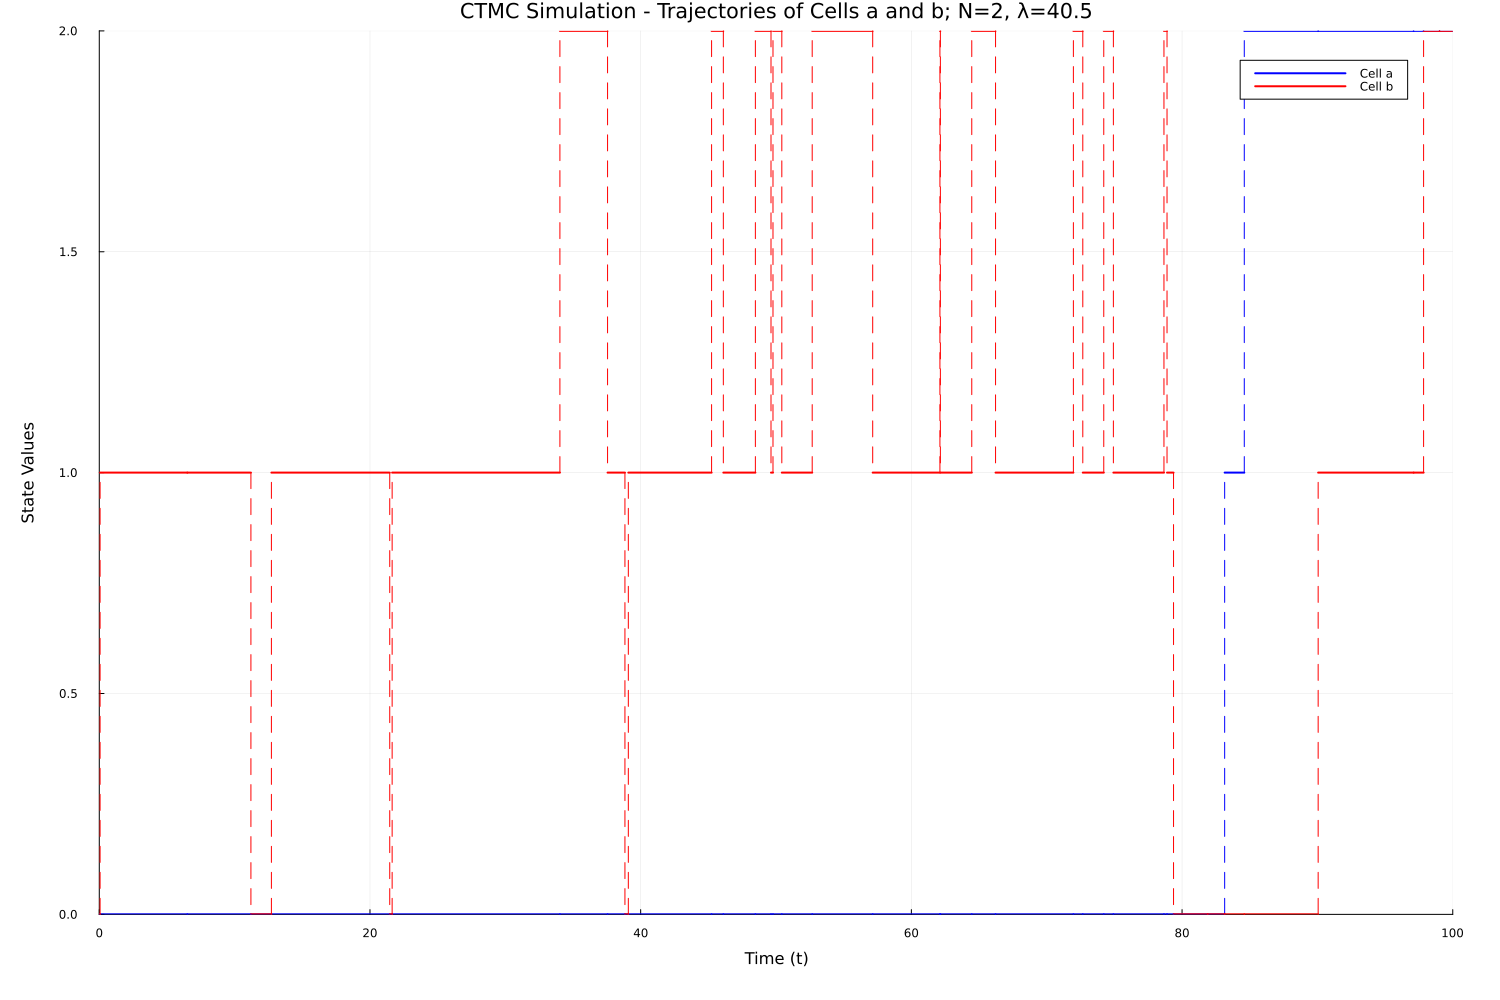 CTMC Simulation - Trajectories of Cells a and b; N=2, λ=40.5
2.0
Cell a
Cell b
1.5
1.0
State Values
0.5
0.0
0 20 40 60 80 100
Time (t)